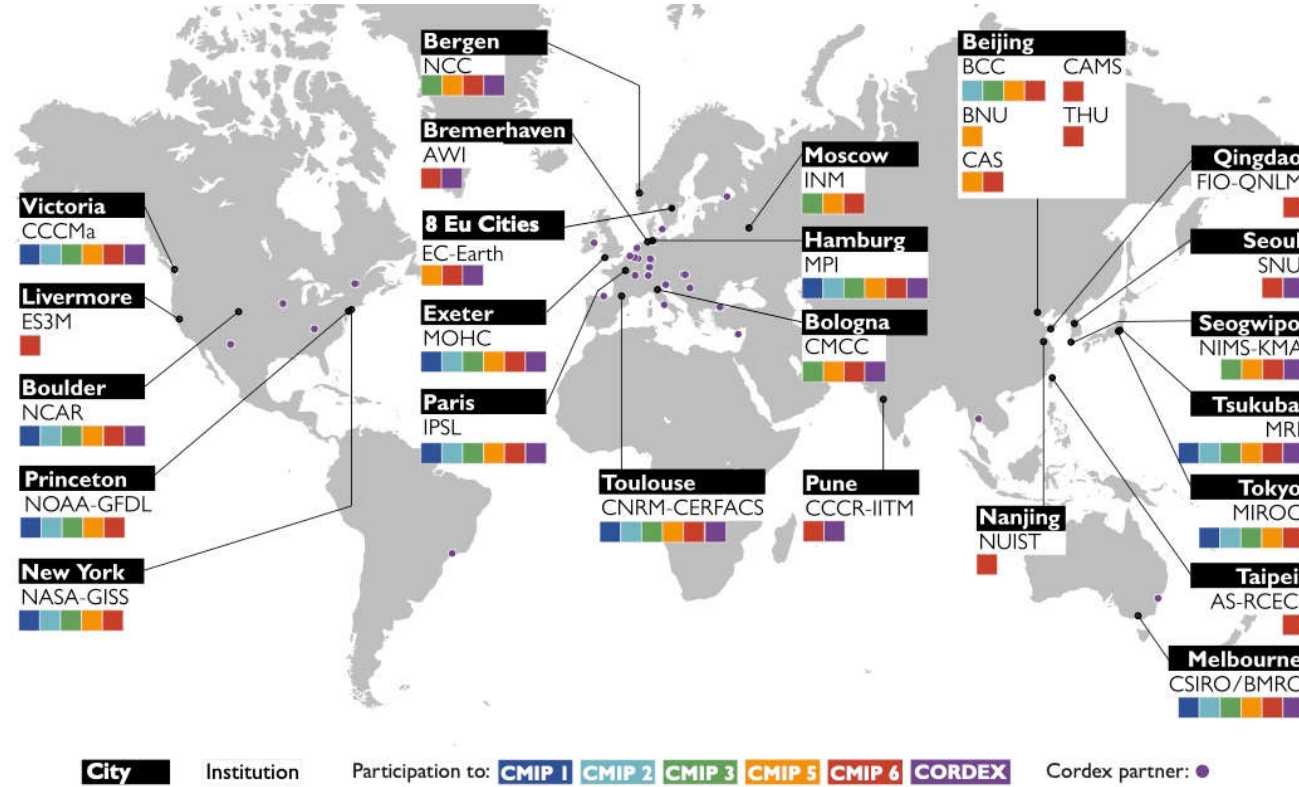 Bergen
NCC
Bremerhaven
AWI
8 Eu Cities
EC-Earth
Exeter
MOHC
Paris
IPSL
Victoria
CCCMa
Livermore
ES3M
Boulder
NCAR
Princeton
NOAA-GFDL
New York
NASA-GISS
Moscow
INM
Hamburg
MPI
Bologna
CMCC
Toulouse
CNRM-CERFACS
Pune
CCCR-IITM
Beijing
BCC CAMS
BNU THU
CAS
Nanjing
NUIST
Qingdao
FIO-QNLM
Seoul
SNU
Seogwipo
NIMS-KMA
Tsukuba
MRI
Tokyo
MIROC
Taipei
AS-RCEC
Melbourne
CSIRO/BMRC
City Institution Participation to: CMIP 1 CMIP 2 CMIP 3 CMIP 5 CMIP 6 CORDEX Cordex partner: